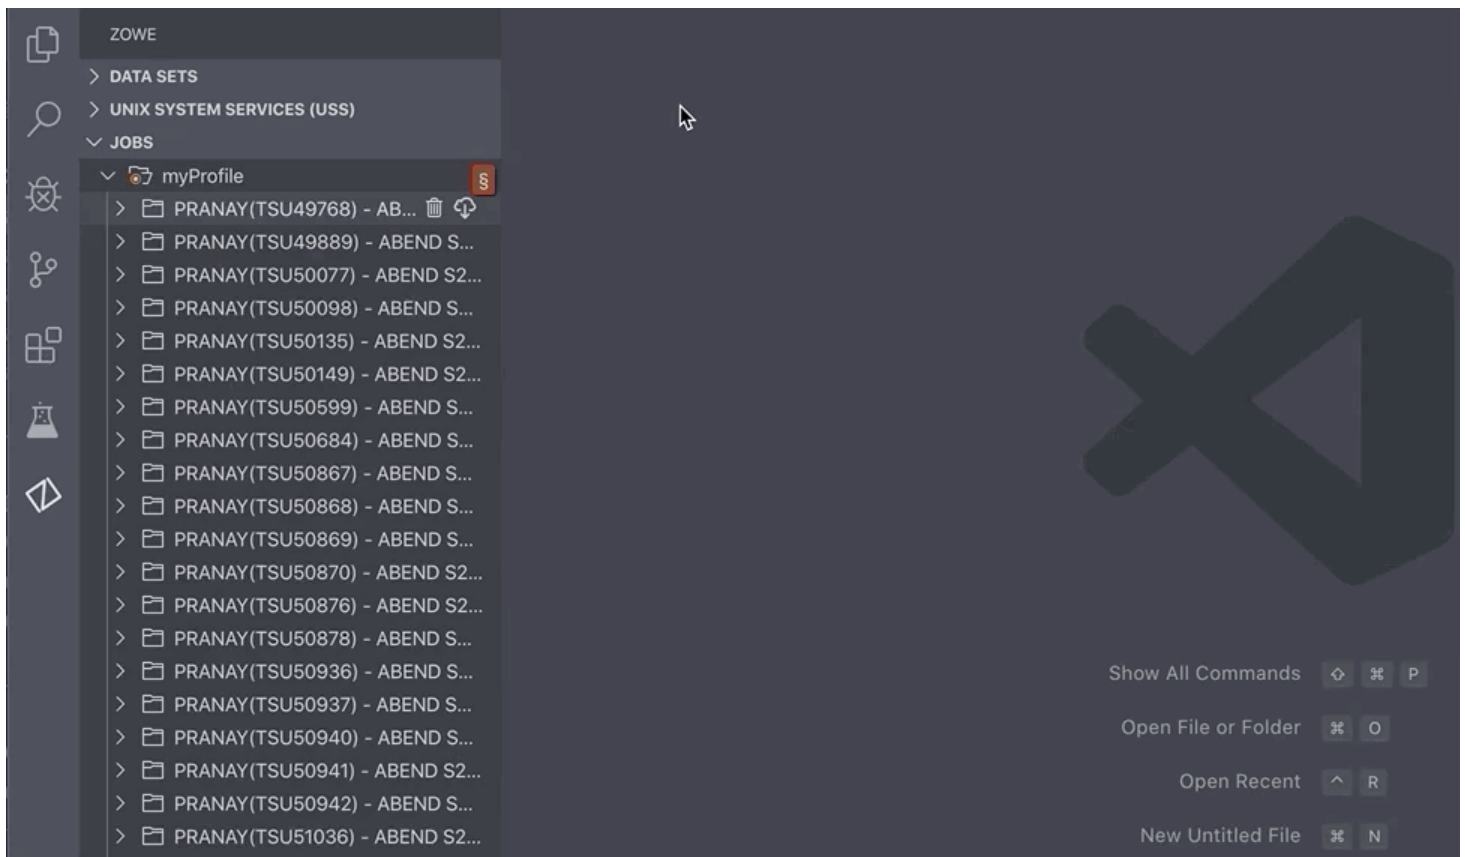 ZOWE
DATA SETS
UNIX SYSTEM SERVICES (USS)
JOBS
myProfile
§
PRANAY(TSU49768) - AB...
PRANAY(TSU49889) - ABEND S...
PRANAY(TSU50077) - ABEND S2...
PRANAY(TSU50098) - ABEND S...
PRANAY(TSU50135) - ABEND S2...
PRANAY(TSU50149) - ABEND S2...
PRANAY(TSU50599) - ABEND S...
PRANAY(TSU50684) - ABEND S...
PRANAY(TSU50867) - ABEND S...
PRANAY(TSU50868) - ABEND S...
PRANAY(TSU50869) - ABEND S...
PRANAY(TSU50870) - ABEND S2...
PRANAY(TSU50876) - ABEND S2...
PRANAY(TSU50878) - ABEND S...
PRANAY(TSU50936) - ABEND S...
PRANAY(TSU50937) - ABEND S...
PRANAY(TSU50940) - ABEND S...
PRANAY(TSU50941) - ABEND S2...
PRANAY(TSU50942) - ABEND S...
PRANAY(TSU51036) - ABEND S2...
Show All Commands ⇧ ⌘ P
Open File or Folder ⌘ O
Open Recent ^ R
New Untitled File ⌘ N